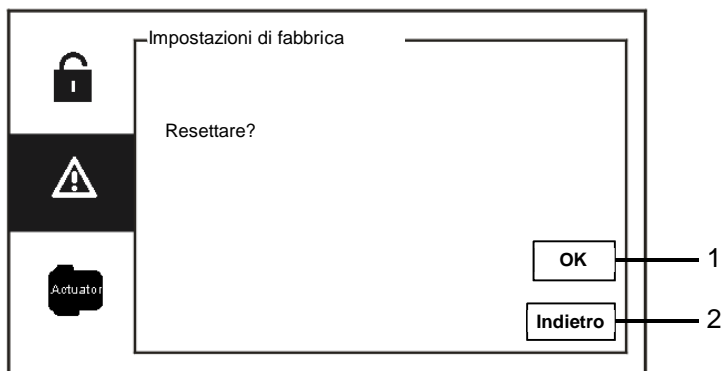 Impostazioni di fabbrica
Resettare?
Actuator
OK
1
Indietro
2